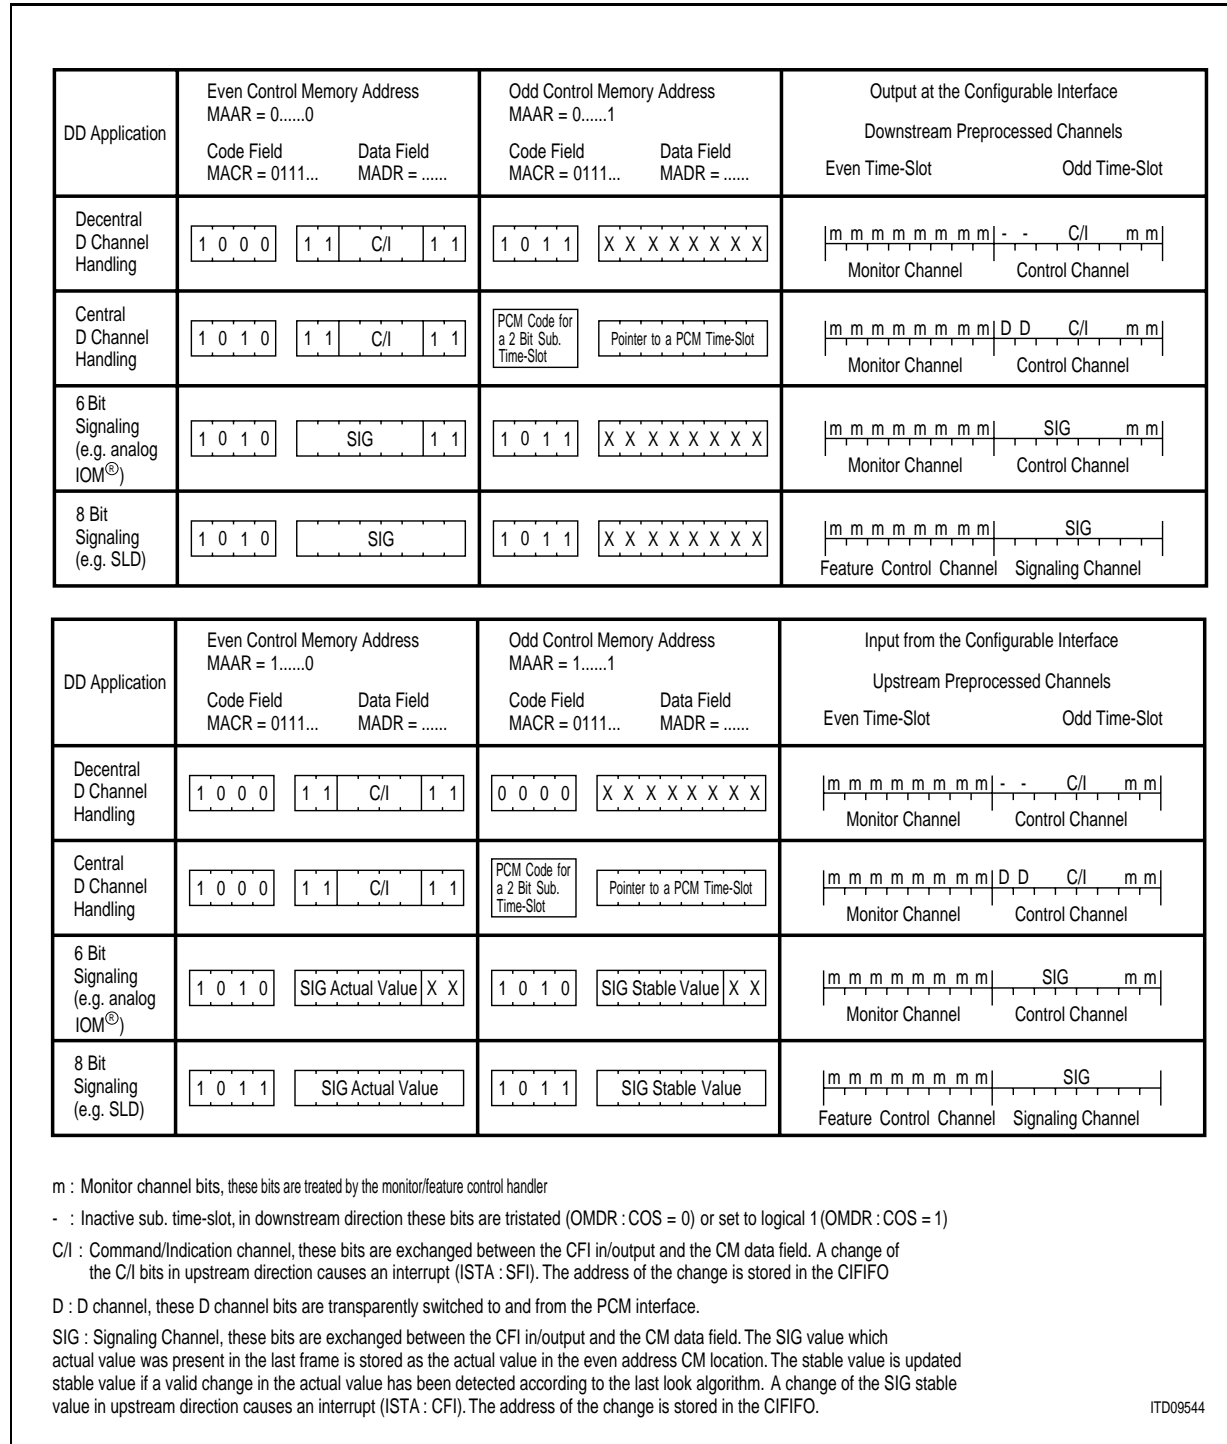 DD Application
Even Control Memory Address
MAAR = 0......0
Code Field Data Field
MACR = 0111... MADR = ......
Odd Control Memory Address
MAAR = 0......1
Code Field Data Field
MACR = 0111... MADR = ......
Output at the Configurable Interface
Downstream Preprocessed Channels
Even Time-Slot Odd Time-Slot
Decentral
D Channel
Handling
1 0 0 0 1 1 C/I 1 1
1 0 1 1 X X X X X X X X
m m m m m m m m - - C/I m m
Monitor Channel Control Channel
Central
D Channel
Handling
1 0 1 0 1 1 C/I 1 1
PCM Code for
a 2 Bit Sub.
Time-Slot
Pointer to a PCM Time-Slot
m m m m m m m m D D C/I m m
Monitor Channel Control Channel
6 Bit
Signaling
(e.g. analog
IOM®)
1 0 1 0 SIG 1 1
1 0 1 1 X X X X X X X X
m m m m m m m m SIG m m
Monitor Channel Control Channel
8 Bit
Signaling
(e.g. SLD)
1 0 1 0 SIG
1 0 1 1 X X X X X X X X
m m m m m m m m SIG
Feature Control Channel Signaling Channel
DD Application
Even Control Memory Address
MAAR = 1......0
Code Field Data Field
MACR = 0111... MADR = ......
Odd Control Memory Address
MAAR = 1......1
Code Field Data Field
MACR = 0111... MADR = ......
Input from the Configurable Interface
Upstream Preprocessed Channels
Even Time-Slot Odd Time-Slot
Decentral
D Channel
Handling
1 0 0 0 1 1 C/I 1 1
0 0 0 0 X X X X X X X X
m m m m m m m m - - C/I m m
Monitor Channel Control Channel
Central
D Channel
Handling
1 0 0 0 1 1 C/I 1 1
PCM Code for
a 2 Bit Sub.
Time-Slot
Pointer to a PCM Time-Slot
m m m m m m m m D D C/I m m
Monitor Channel Control Channel
6 Bit
Signaling
(e.g. analog
IOM®)
1 0 1 0 SIG Actual Value X X
1 0 1 0 SIG Stable Value X X
m m m m m m m m SIG m m
Monitor Channel Control Channel
8 Bit
Signaling
(e.g. SLD)
1 0 1 1 SIG Actual Value
1 0 1 1 SIG Stable Value
m m m m m m m m SIG
Feature Control Channel Signaling Channel
m : Monitor channel bits, these bits are treated by the monitor/feature control handler
- : Inactive sub. time-slot, in downstream direction these bits are tristated (OMDR : COS = 0) or set to logical 1 (OMDR : COS = 1)
C/I : Command/Indication channel, these bits are exchanged between the CFI in/output and the CM data field. A change of
the C/I bits in upstream direction causes an interrupt (ISTA : SFI). The address of the change is stored in the CIFIFO
D : D channel, these D channel bits are transparently switched to and from the PCM interface.
SIG : Signaling Channel, these bits are exchanged between the CFI in/output and the CM data field. The SIG value which
actual value was present in the last frame is stored as the actual value in the even address CM location. The stable value is updated
stable value if a valid change in the actual value has been detected according to the last look algorithm. A change of the SIG stable
value in upstream direction causes an interrupt (ISTA : CFI). The address of the change is stored in the CIFIFO.
ITD09544